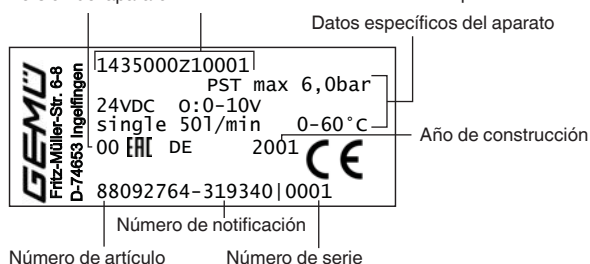 Datos específicos del aparato
1435000Z10001
PST max 6,0bar
24VDC O:0-10V
single 50l/min 0-60°C
00 EAC DE 2001 CE
88092764-319340|0001
GEMÜ
Fritz-Müller-Str. 6-8
D-74653 Ingelfingen
Año de construcción
Número de notificación
Número de artículo
Número de serie